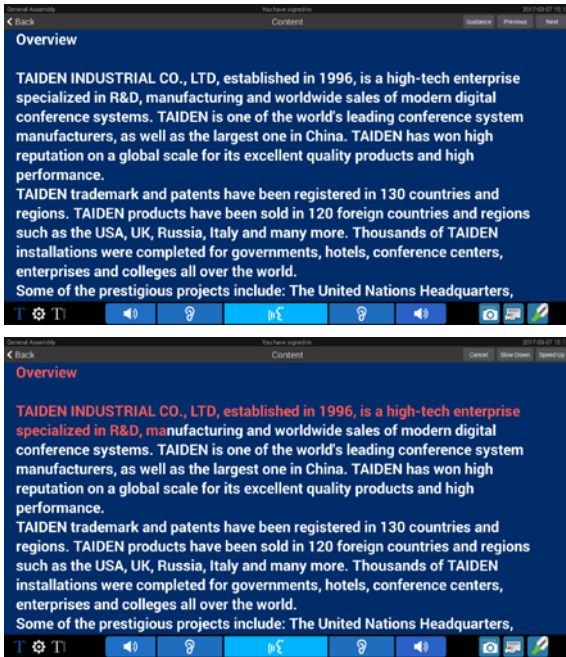 General Assembly You have signed in. 2017-03-07 15:1
Back Content Guidance Previous Next
Overview
TAIDEN INDUSTRIAL CO., LTD, established in 1996, is a high-tech enterprise
specialized in R&D, manufacturing and worldwide sales of modern digital
conference systems. TAIDEN is one of the world's leading conference system
manufacturers, as well as the largest one in China. TAIDEN has won high
reputation on a global scale for its excellent quality products and high
performance.
TAIDEN trademark and patents have been registered in 130 countries and
regions. TAIDEN products have been sold in 120 foreign countries and regions
such as the USA, UK, Russia, Italy and many more. Thousands of TAIDEN
installations were completed for governments, hotels, conference centers,
enterprises and colleges all over the world.
Some of the prestigious projects include: The United Nations Headquarters,
T T
General Assembly You have signed in. 2017-03-07 15:1
Back Content Cancel Slow Down Speed Up
Overview
TAIDEN INDUSTRIAL CO., LTD, established in 1996, is a high-tech enterprise
specialized in R&D, manufacturing and worldwide sales of modern digital
conference systems. TAIDEN is one of the world's leading conference system
manufacturers, as well as the largest one in China. TAIDEN has won high
reputation on a global scale for its excellent quality products and high
performance.
TAIDEN trademark and patents have been registered in 130 countries and
regions. TAIDEN products have been sold in 120 foreign countries and regions
such as the USA, UK, Russia, Italy and many more. Thousands of TAIDEN
installations were completed for governments, hotels, conference centers,
enterprises and colleges all over the world.
Some of the prestigious projects include: The United Nations Headquarters,
T T